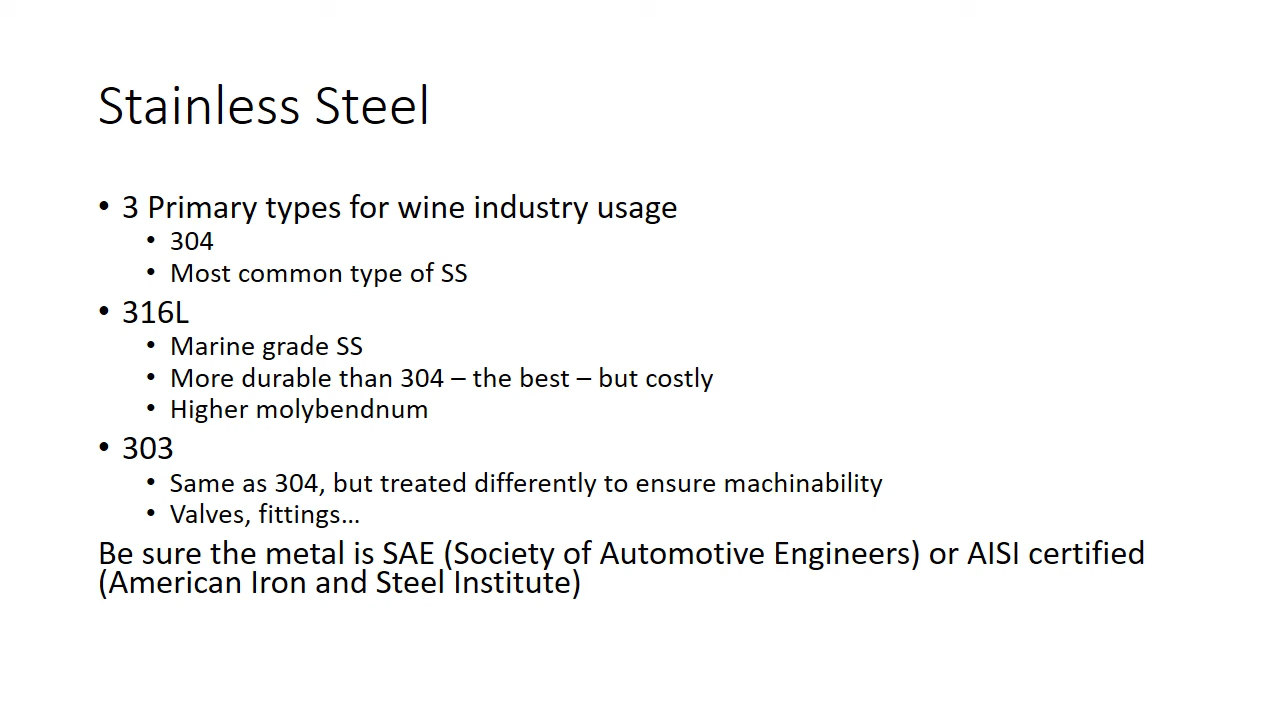 Stainless Steel
• 3 Primary types for wine industry usage
• 304
• Most common type of SS
• 316L
• Marine grade SS
• More durable than 304 – the best – but costly
• Higher molybendnum
• 303
• Same as 304, but treated differently to ensure machinability
• Valves, fittings…
Be sure the metal is SAE (Society of Automotive Engineers) or AISI certified
(American Iron and Steel Institute)